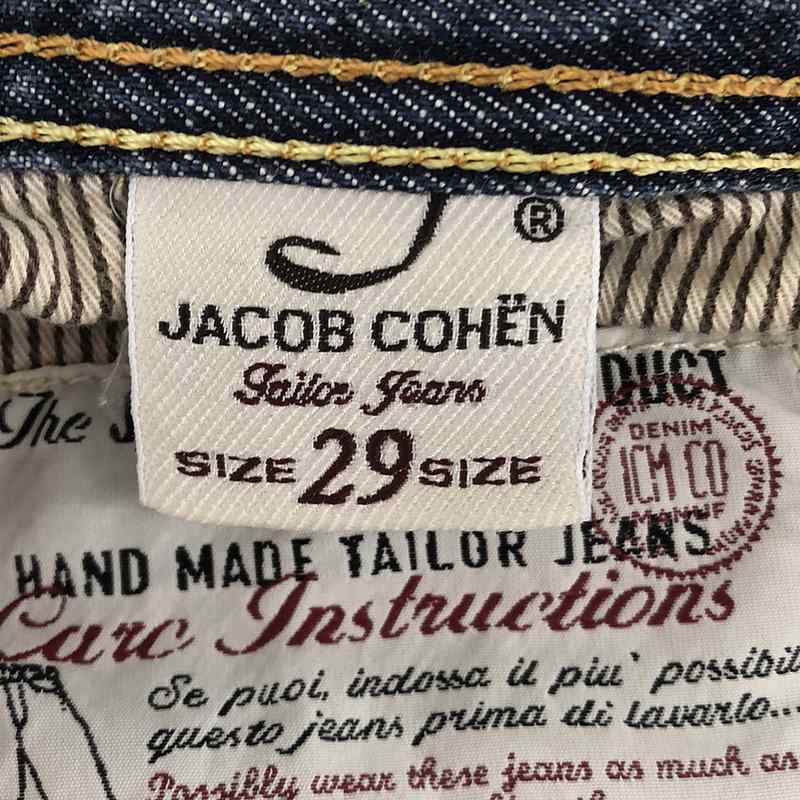 ®
JACOB COHËN
Tailor Jeans
SIZE 29 SIZE
The
DUCT
DENIM
ICM CO
MANUF
HAND MADE TAILOR JEANS
Care Instructions
Se puoi, indossa il piu' possibil
questo jeans prima di lavarlo...
Possibly wear these jeans as much as